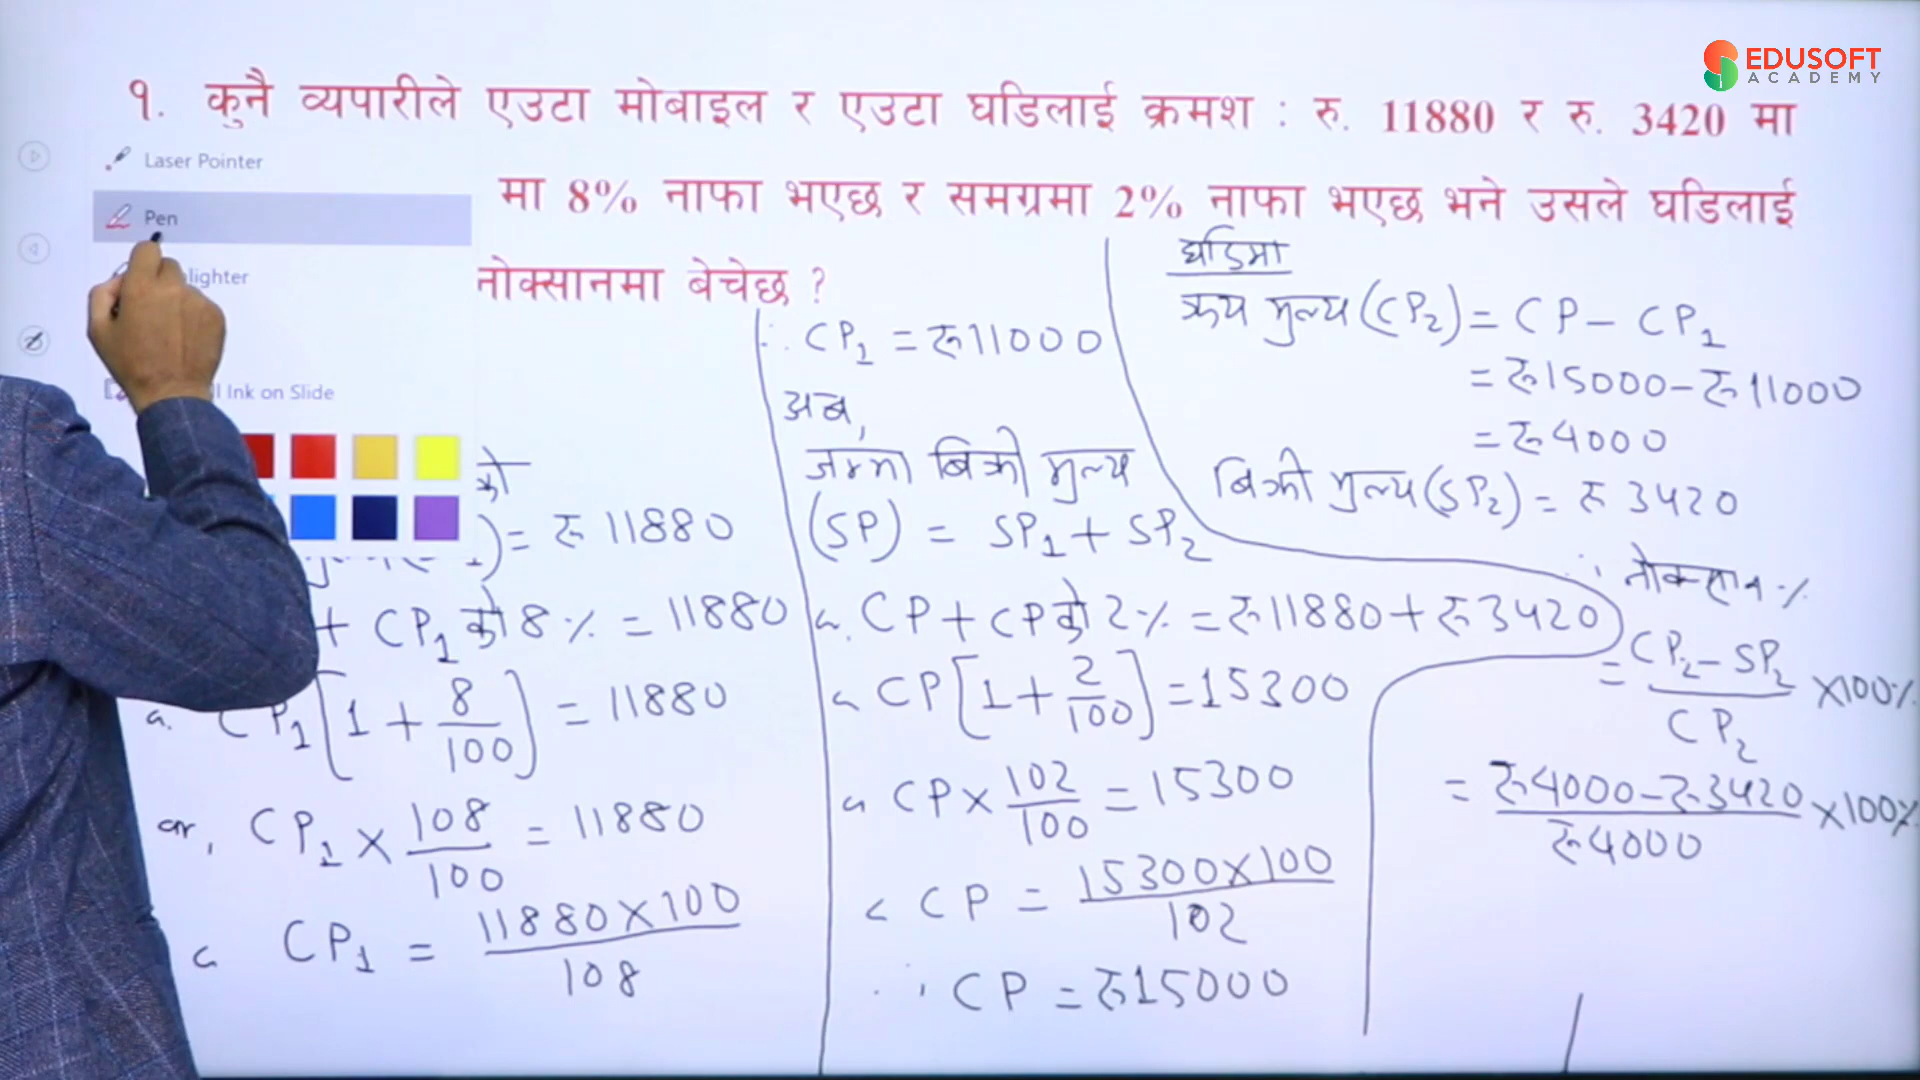 EDUSOFT
ACADEMY
१. कुनै व्यपारीले एउटा मोबाइल र एउटा घडिलाई क्रमश : रु. 11880 र रु. 3420 मा
मा 8% नाफा भएछ र समग्रमा 2% नाफा भएछ भने उसले घडिलाई
नोक्सानमा बेचेछ ?
Laser Pointer
Pen
lighter
Ink on Slide
को
= रु 11880
+ CP₁ को 8% = 11880
a. CP₁[1 + 8/100] = 11880
or, CP₁ × 108/100 = 11880
CP₁ = 11880×100/108
∴ CP₁ = रु 11000
अब,
जम्मा बिक्री मुल्य
(SP) = SP₁ + SP₂
CP + CP को 2% = रु 11880 + रु 3420
CP[1 + 2/100] = 15300
CP × 102/100 = 15300
CP = 15300×100/102
∴ CP = रु 15000
घडिमा
क्रय मुल्य (CP₂) = CP – CP₁
= रु 15000 – रु 11000
= रु 4000
बिक्री मुल्य (SP₂) = रु 3420
∴ नोक्सान %
= CP₂ – SP₂/CP₂ ×100%
= रु 4000 – रु 3420/रु 4000 ×100%